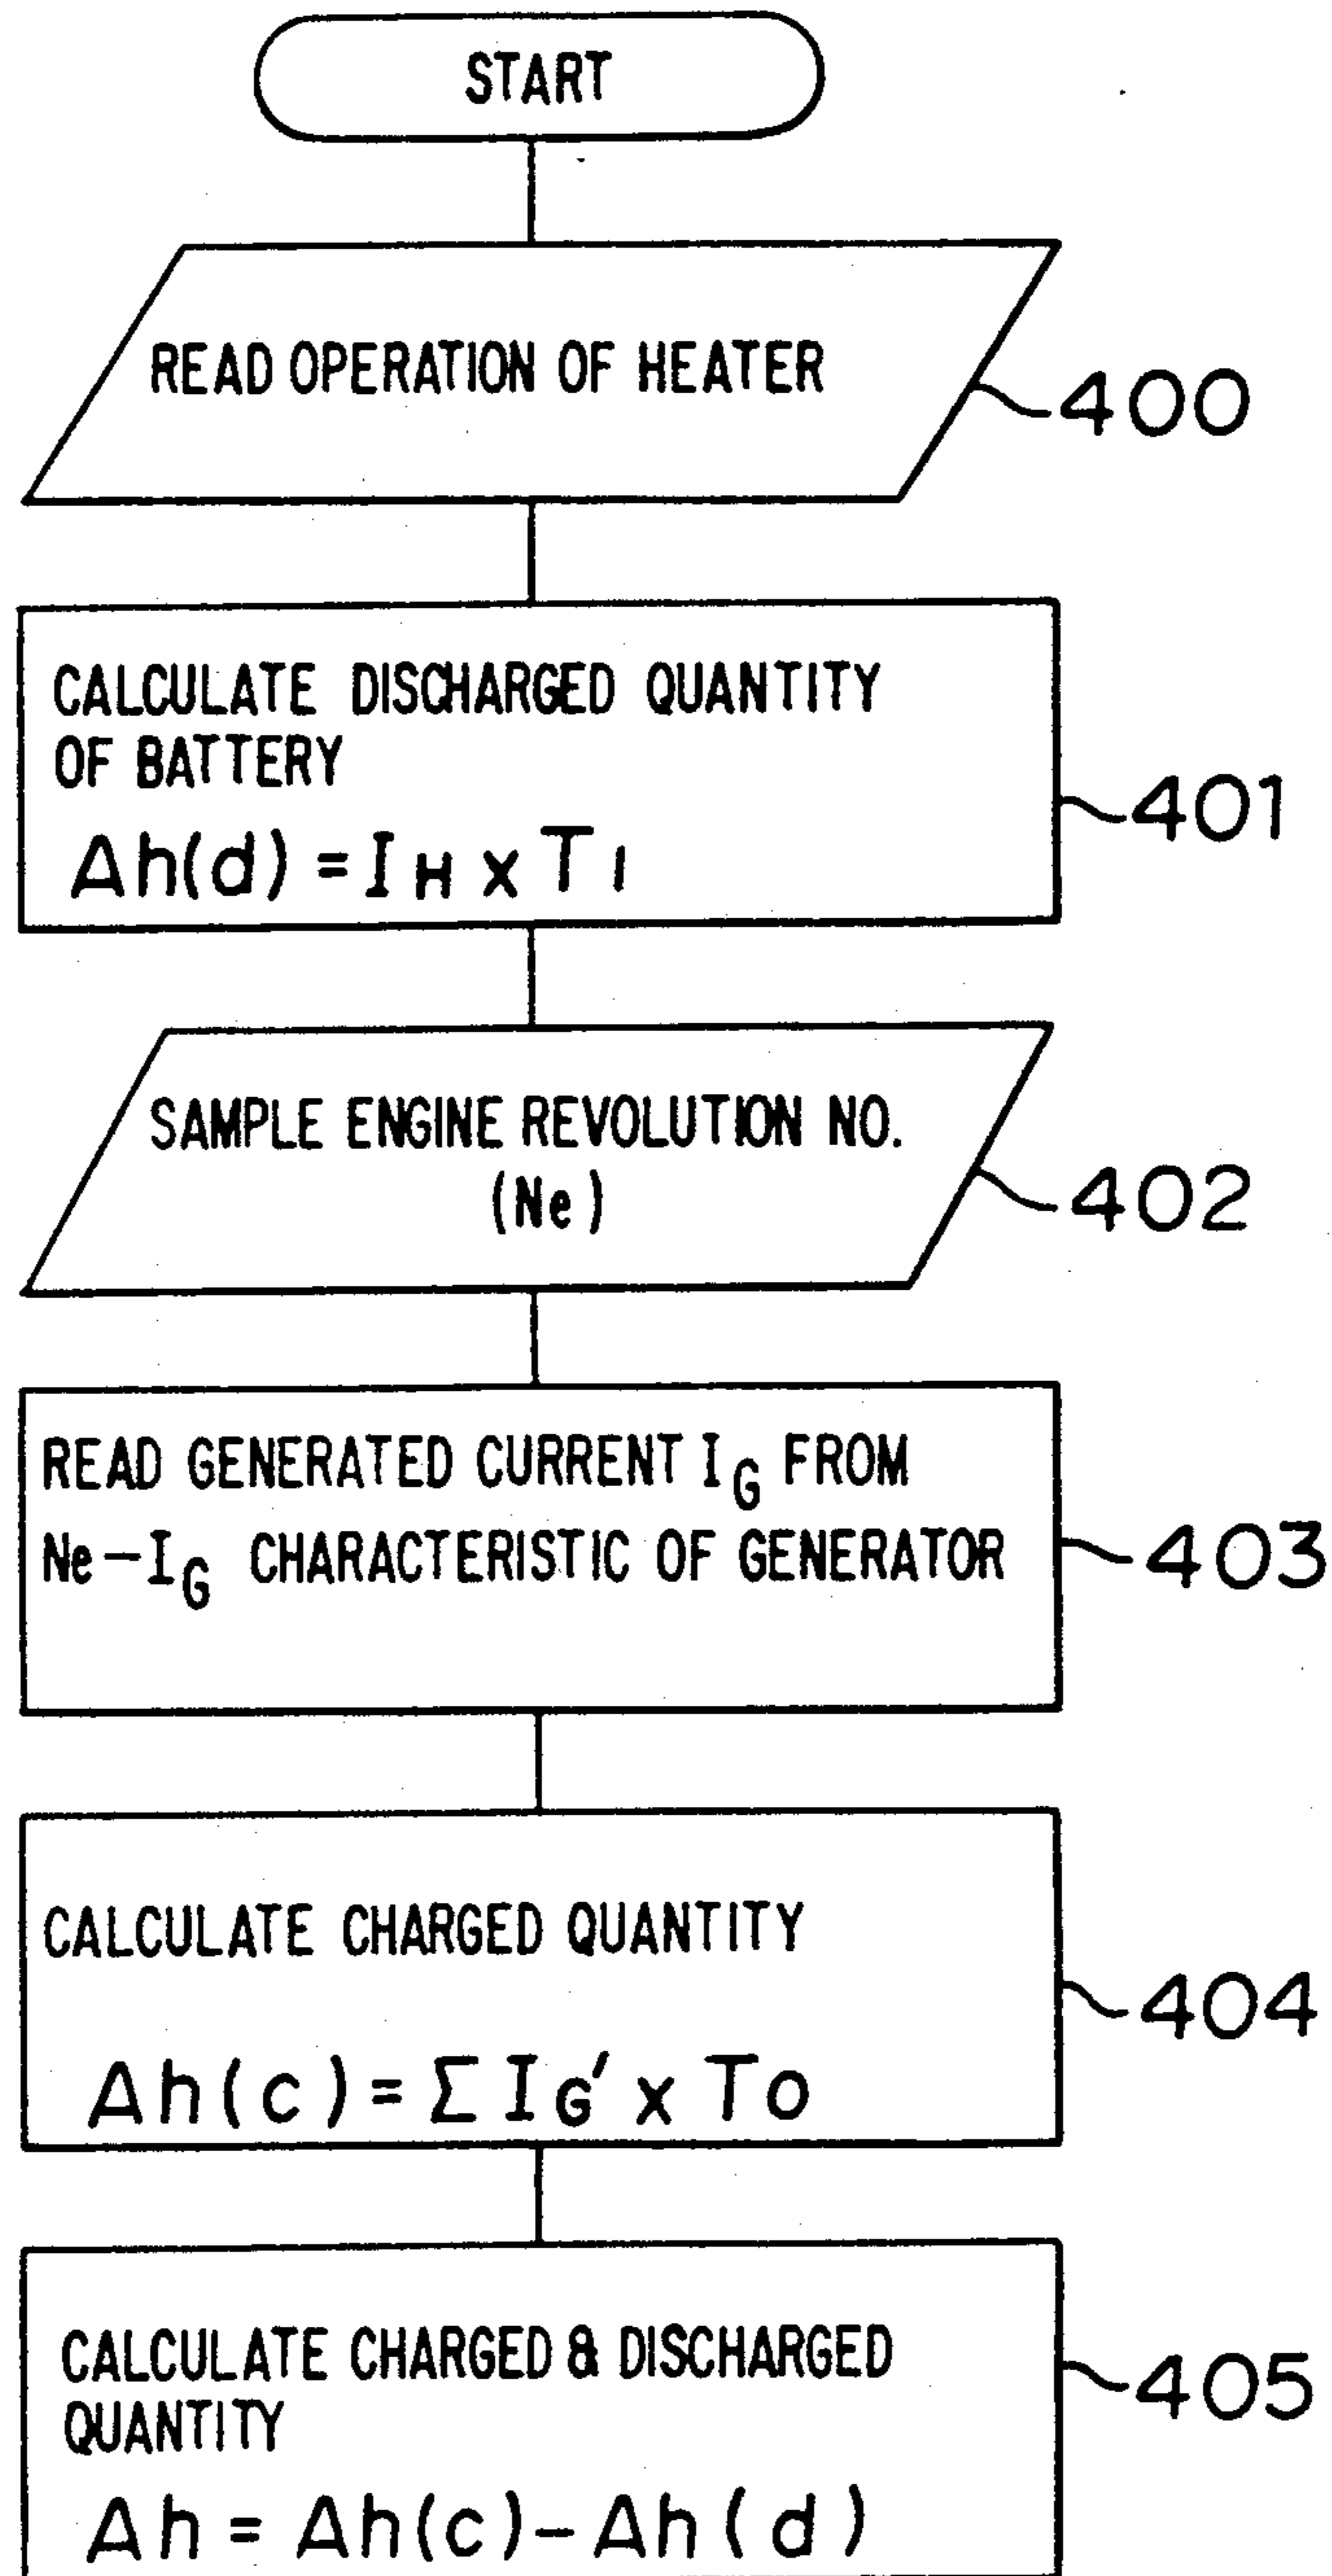 START
READ OPERATION OF HEATER
400
CALCULATE DISCHARGED QUANTITY
OF BATTERY
Ah(d) = IH x T1
401
SAMPLE ENGINE REVOLUTION NO.
(Ne)
402
READ GENERATED CURRENT IG FROM
Ne-IG CHARACTERISTIC OF GENERATOR
403
CALCULATE CHARGED QUANTITY
Ah(c) = Σ IG' x To
404
CALCULATE CHARGED & DISCHARGED
QUANTITY
Ah = Ah(c) - Ah(d)
405